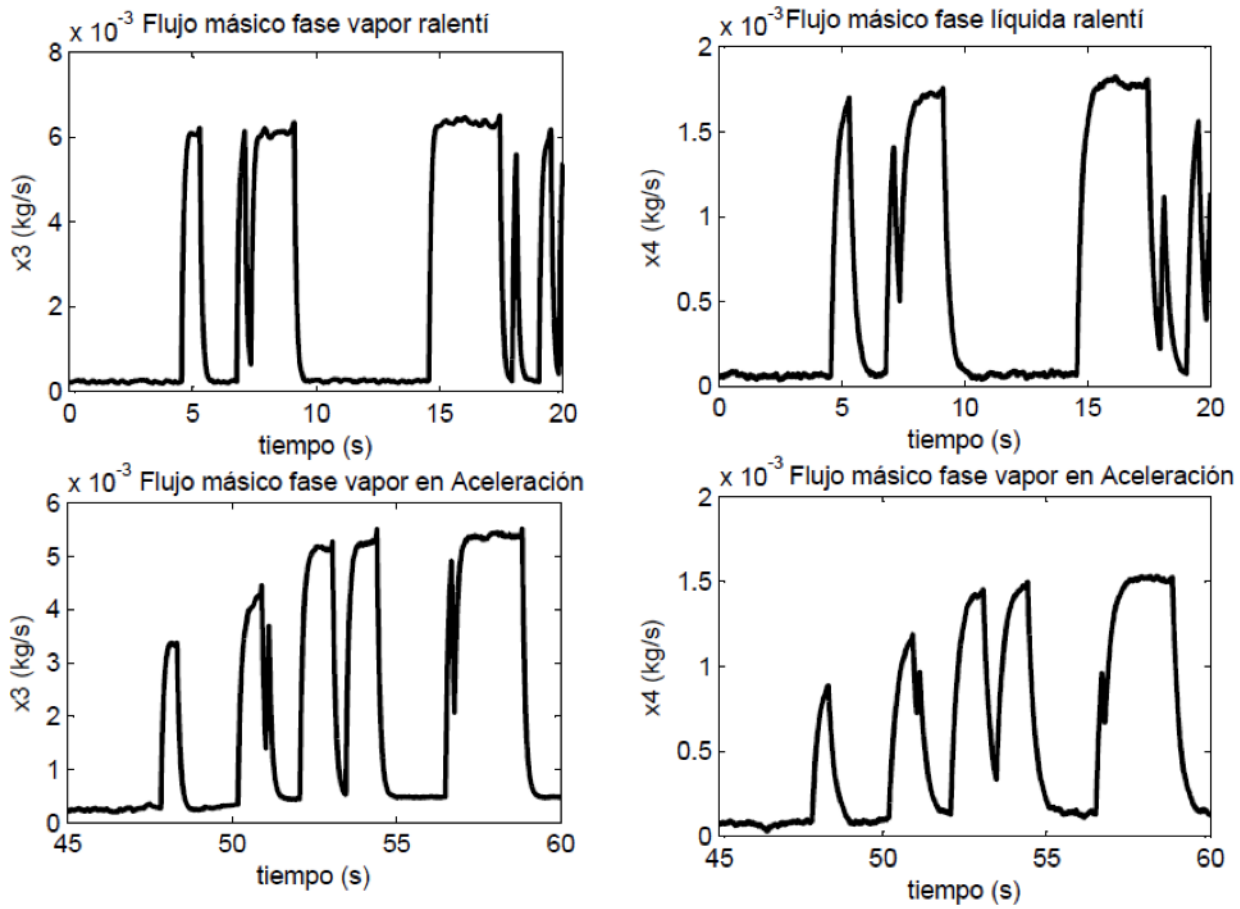 x 10⁻³ Flujo másico fase vapor ralentí
8
6
4
2
0
x3 (kg/s)
0 5 10 15 20
tiempo (s)
x 10⁻³ Flujo másico fase líquida ralentí
2
1.5
1
0.5
0
x4 (kg/s)
0 5 10 15 20
tiempo (s)
x 10⁻³ Flujo másico fase vapor en Aceleración
6
5
4
3
2
1
0
x3 (kg/s)
45 50 55 60
tiempo (s)
x 10⁻³ Flujo másico fase vapor en Aceleración
2
1.5
1
0.5
0
x4 (kg/s)
45 50 55 60
tiempo (s)